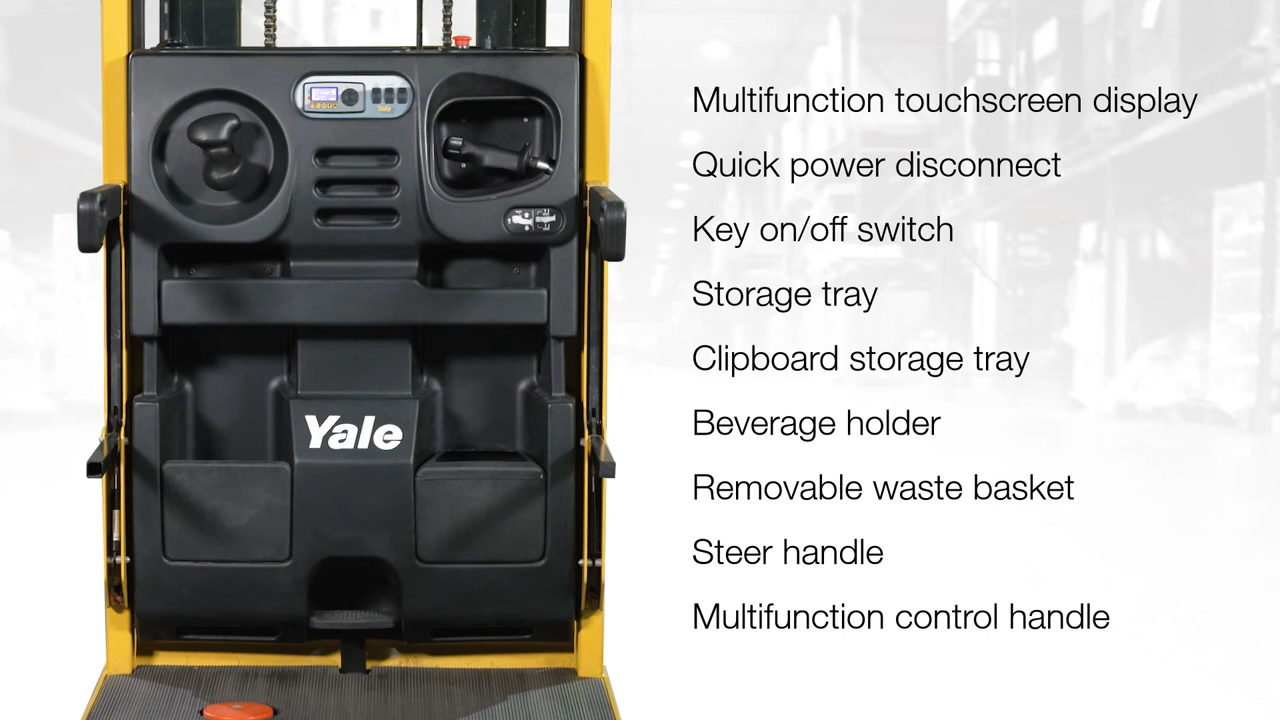 Multifunction touchscreen display
Quick power disconnect
Key on/off switch
Storage tray
Clipboard storage tray
Beverage holder
Removable waste basket
Steer handle
Multifunction control handle
Yale